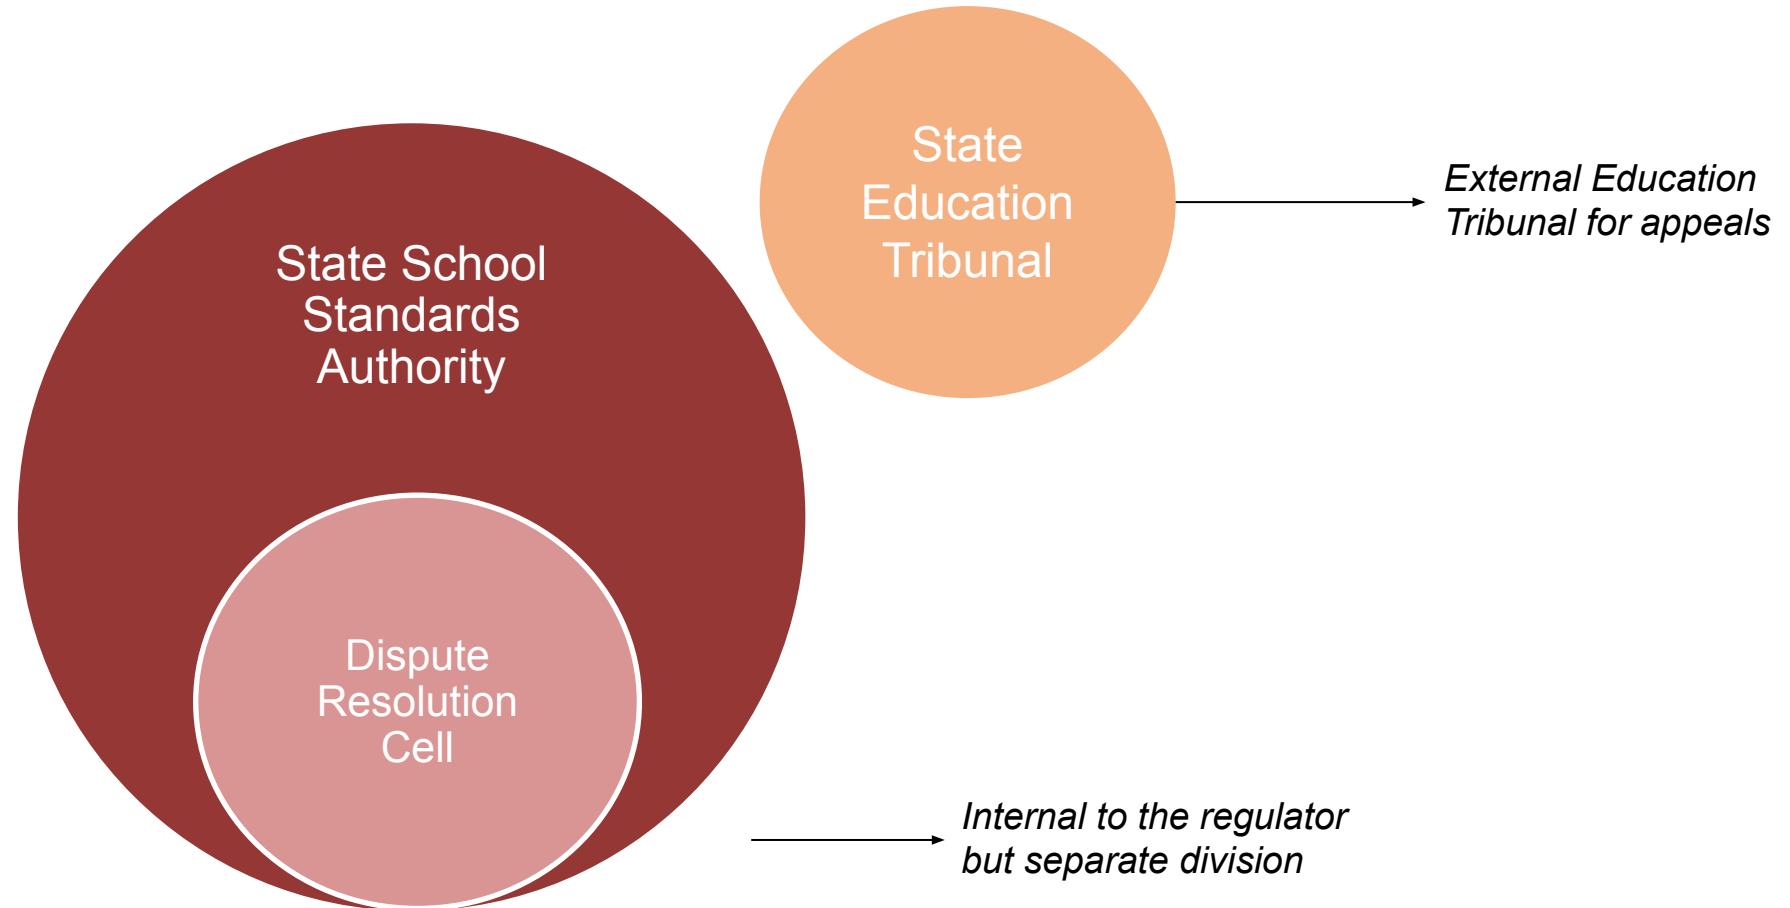 State School
Standards
Authority
Dispute
Resolution
Cell
State
Education
Tribunal
External Education
Tribunal for appeals
Internal to the regulator
but separate division